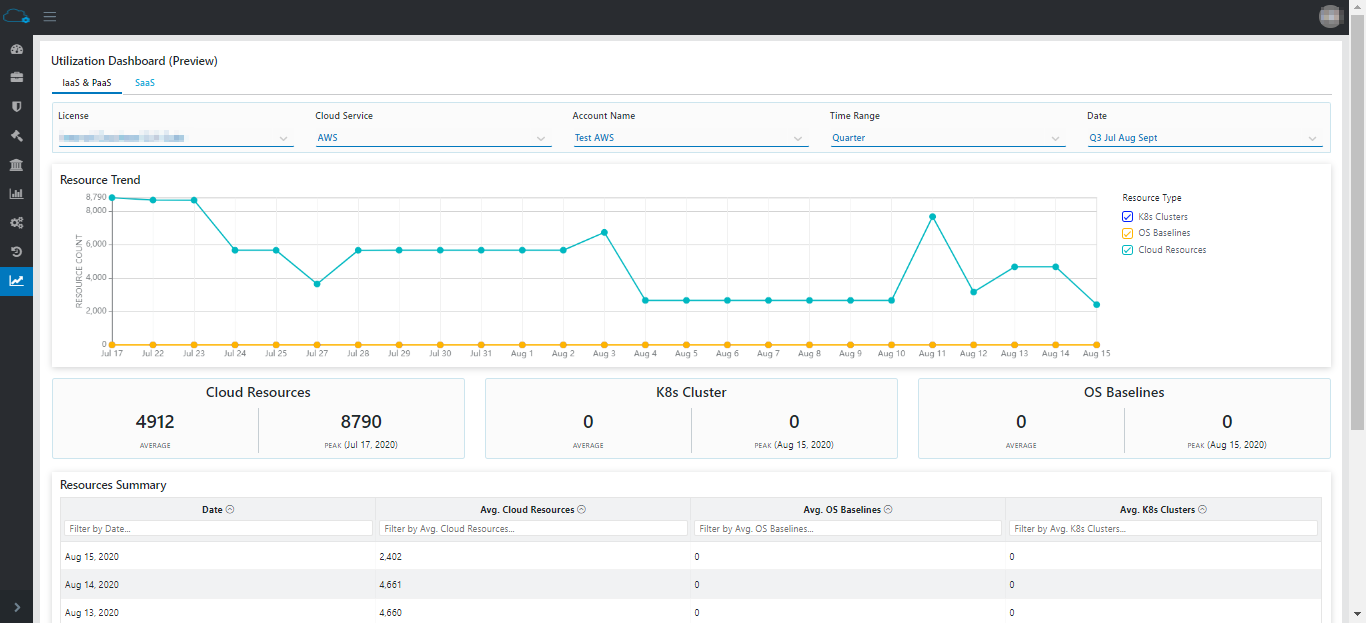 Utilization Dashboard (Preview)
IaaS & PaaS SaaS
License Cloud Service Account Name Time Range Date
AWS Test AWS Quarter Q3 Jul Aug Sept
Resource Trend
8,790
8,000
6,000
4,000
2,000
0
RESOURCE COUNT
Jul 17 Jul 22 Jul 23 Jul 24 Jul 25 Jul 27 Jul 28 Jul 29 Jul 30 Jul 31 Aug 1 Aug 2 Aug 3 Aug 4 Aug 5 Aug 6 Aug 7 Aug 8 Aug 9 Aug 10 Aug 11 Aug 12 Aug 13 Aug 14 Aug 15
Resource Type
K8s Clusters
OS Baselines
Cloud Resources
Cloud Resources
4912 8790
AVERAGE PEAK (Jul 17, 2020)
K8s Cluster
0 0
AVERAGE PEAK (Aug 15, 2020)
OS Baselines
0 0
AVERAGE PEAK (Aug 15, 2020)
Resources Summary
Date Avg. Cloud Resources Avg. OS Baselines Avg. K8s Clusters
Filter by Date... Filter by Avg. Cloud Resources... Filter by Avg. OS Baselines... Filter by Avg. K8s Clusters...
Aug 15, 2020 2,402 0 0
Aug 14, 2020 4,661 0 0
Aug 13, 2020 4,660 0 0